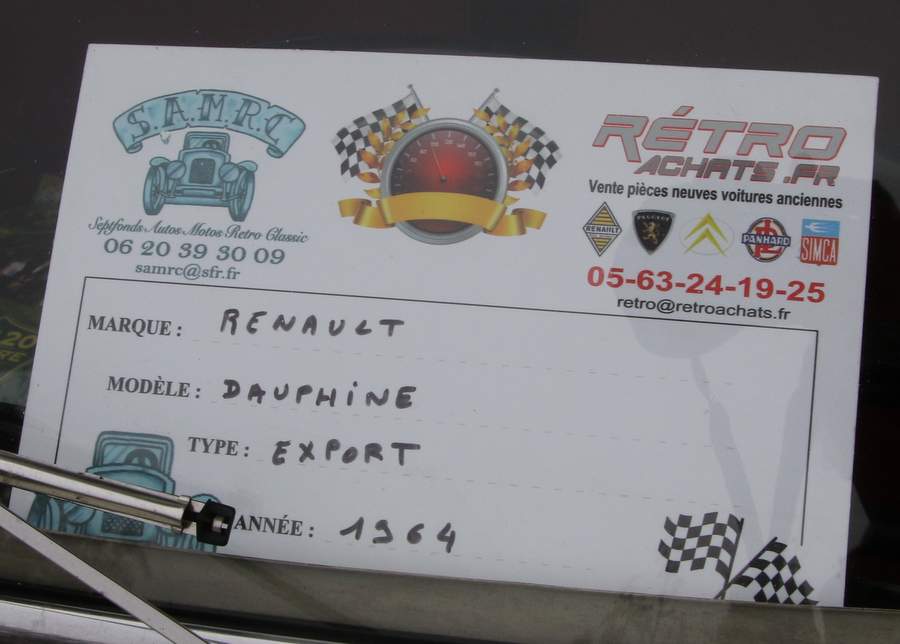 S.A.M.R.C
Septfonds Autos Motos Retro Classic
06 20 39 30 09
samrc@sfr.fr
RÉTRO
ACHATS.FR
Vente pièces neuves voitures anciennes
RENAULT
PEUGEOT
PANHARD
SIMCA
05-63-24-19-25
retro@retroachats.fr
MARQUE : RENAULT
MODÈLE : DAUPHINE
TYPE : EXPORT
ANNÉE : 1964